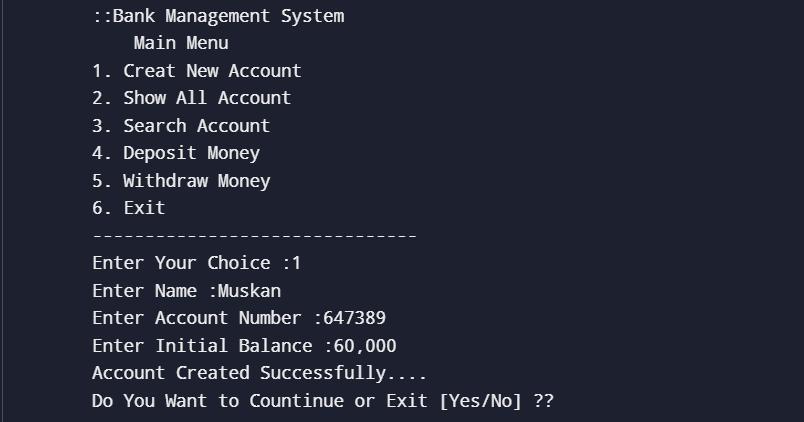 ::Bank Management System
Main Menu
1. Creat New Account
2. Show All Account
3. Search Account
4. Deposit Money
5. Withdraw Money
6. Exit
-------------------------------
Enter Your Choice :1
Enter Name :Muskan
Enter Account Number :647389
Enter Initial Balance :60,000
Account Created Successfully....
Do You Want to Countinue or Exit [Yes/No] ??